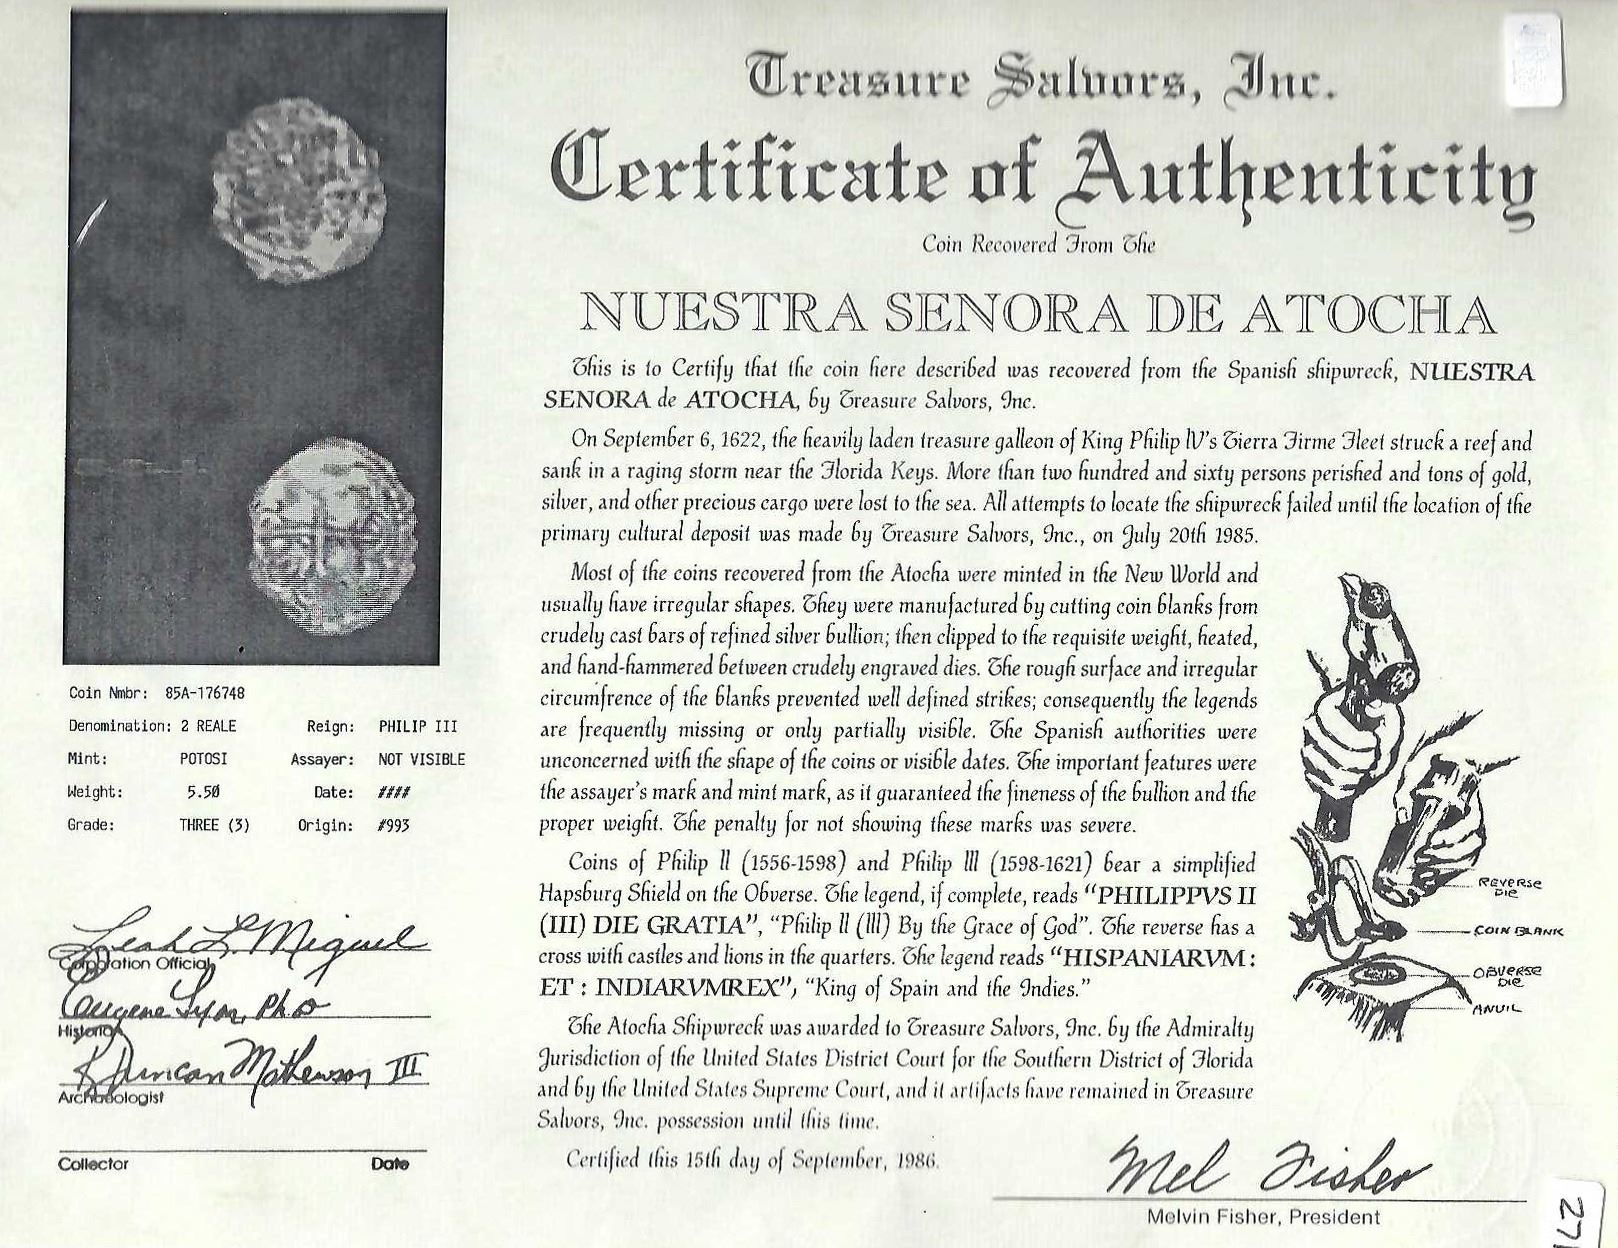 Treasure Salvors, Inc.
Certificate of Authenticity
Coin Recovered From The
NUESTRA SENORA DE ATOCHA
This is to Certify that the coin here described was recovered from the Spanish shipwreck, NUESTRA
SENORA de ATOCHA, by Treasure Salvors, Inc.
On September 6, 1622, the heavily laden treasure galleon of King Philip IV's Tierra Firme Fleet struck a reef and
sank in a raging storm near the Florida Keys. More than two hundred and sixty persons perished and tons of gold,
silver, and other precious cargo were lost to the sea. All attempts to locate the shipwreck failed until the location of the
primary cultural deposit was made by Treasure Salvors, Inc., on July 20th 1985.
Most of the coins recovered from the Atocha were minted in the New World and
usually have irregular shapes. They were manufactured by cutting coin blanks from
crudely cast bars of refined silver bullion; then clipped to the requisite weight, heated,
and hand-hammered between crudely engraved dies. The rough surface and irregular
circumfrence of the blanks prevented well defined strikes; consequently the legends
are frequently missing or only partially visible. The Spanish authorities were
unconcerned with the shape of the coins or visible dates. The important features were
the assayer's mark and mint mark, as it guaranteed the fineness of the bullion and the
proper weight. The penalty for not showing these marks was severe.
Coins of Philip II (1556-1598) and Philip III (1598-1621) bear a simplified
Hapsburg Shield on the Obverse. The legend, if complete, reads "PHILIPPVS II
(III) DIE GRATIA", "Philip II (III) By the Grace of God". The reverse has a
cross with castles and lions in the quarters. The legend reads "HISPANIARVM :
ET : INDIARVMREX", "King of Spain and the Indies."
The Atocha Shipwreck was awarded to Treasure Salvors, Inc. by the Admiralty
Jurisdiction of the United States District Court for the Southern District of Florida
and by the United States Supreme Court, and it artifacts have remained in Treasure
Salvors, Inc. possession until this time.
Certified this 15th day of September, 1986.
Mel Fisher
Melvin Fisher, President
REVERSE
DIE
COIN BLANK
OBVERSE
DIE
ANVIL
Coin Nmbr: 85A-176748
Denomination: 2 REALE Reign: PHILIP III
Mint: POTOSI Assayer: NOT VISIBLE
Weight: 5.50 Date: ####
Grade: THREE (3) Origin: #993
Leah L. Miguel
Corporation Official
Eugene Lyon, Ph.D
Historian
R Duncan Mathewson III
Archaeologist
Collector Date